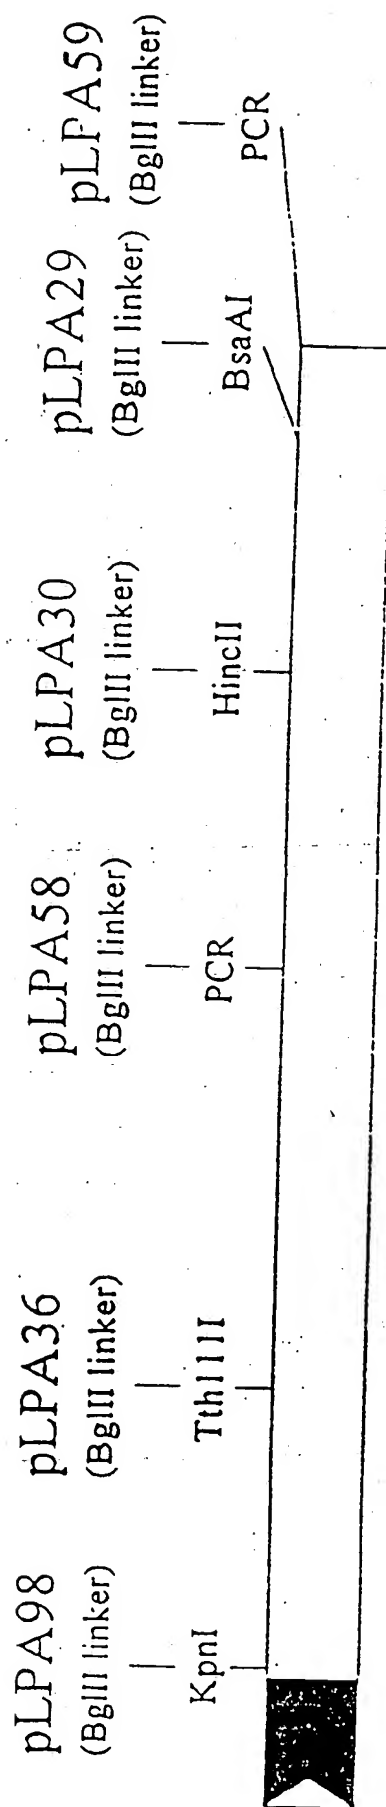 pLPA98
(BglII linker)
KpnI
pLPA36
(BglII linker)
Tth111II
pLPA58
(BglII linker)
PCR
pLPA30
(BglII linker)
HincII
pLPA29
(BglII linker)
BsaAI
pLPA59
(BglII linker)
PCR